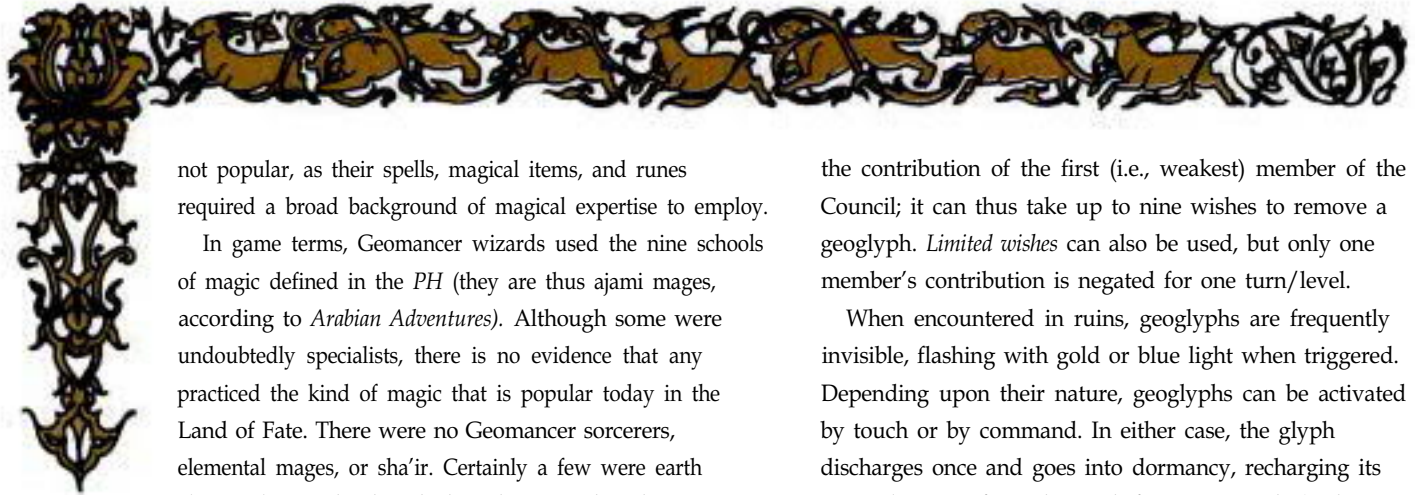 not popular, as their spells, magical items, and runes
required a broad background of magical expertise to employ.
In game terms, Geomancer wizards used the nine schools
of magic defined in the PH (they are thus ajami mages,
according to Arabian Adventures). Although some were
undoubtedly specialists, there is no evidence that any
practiced the kind of magic that is popular today in the
Land of Fate. There were no Geomancer sorcerers,
elemental mages, or sha'ir. Certainly a few were earth
the contribution of the first (i.e., weakest) member of the
Council; it can thus take up to nine wishes to remove a
geoglyph. Limited wishes can also be used, but only one
member's contribution is negated for one turn/level.
When encountered in ruins, geoglyphs are frequently
invisible, flashing with gold or blue light when triggered.
Depending upon their nature, geoglyphs can be activated
by touch or by command. In either case, the glyph
discharges once and goes into dormancy, recharging its